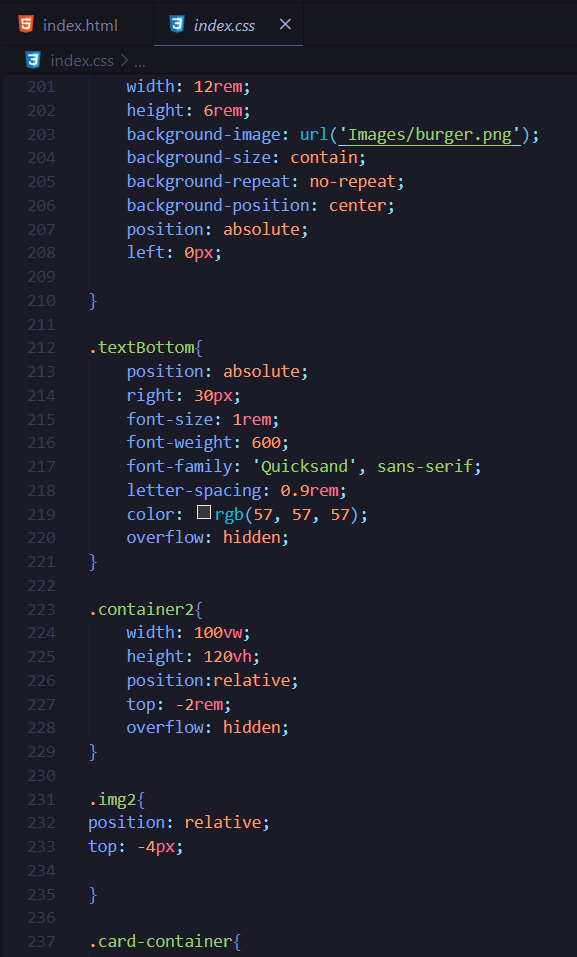 index.html
index.css ×
index.css > ...
201 width: 12rem;
202 height: 6rem;
203 background-image: url('Images/burger.png');
204 background-size: contain;
205 background-repeat: no-repeat;
206 background-position: center;
207 position: absolute;
208 left: 0px;
209
210 }
211
212 .textBottom{
213 position: absolute;
214 right: 30px;
215 font-size: 1rem;
216 font-weight: 600;
217 font-family: 'Quicksand', sans-serif;
218 letter-spacing: 0.9rem;
219 color: rgb(57, 57, 57);
220 overflow: hidden;
221 }
222
223 .container2{
224 width: 100vw;
225 height: 120vh;
226 position:relative;
227 top: -2rem;
228 overflow: hidden;
229 }
230
231 .img2{
232 position: relative;
233 top: -4px;
234
235 }
236
237 .card-container{